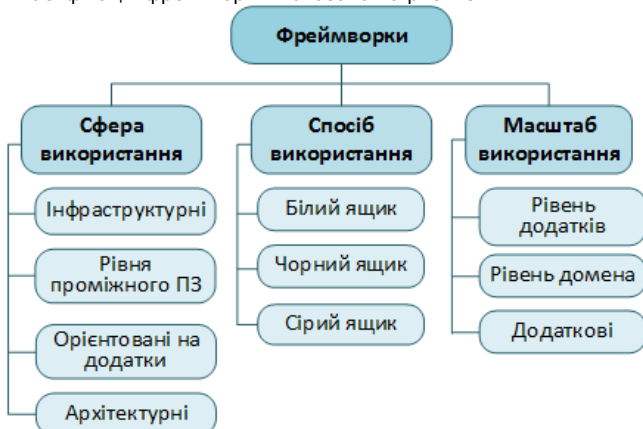 Фреймворки
Сфера
використання
Інфраструктурні
Рівня
проміжного ПЗ
Орієнтовані на
додатки
Архітектурні
Спосіб
використання
Білий ящик
Чорний ящик
Сірий ящик
Масштаб
використання
Рівень
додатків
Рівень домена
Додаткові